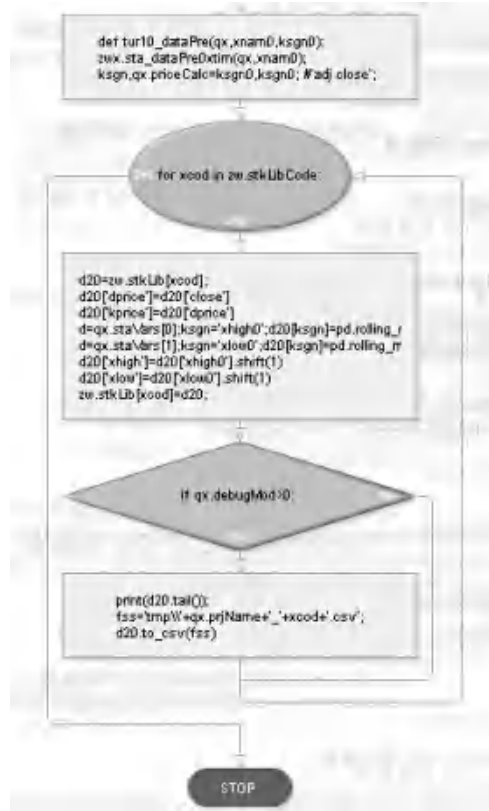 def tur10_dataPre(qx,xnam0,ksgn0);
zwx.sta_dataPre0xtim(qx,xnam0);
ksgn,qx.priceCalc=ksgn0,ksgn0; #'adj close';
for xcod in zw.stkLibCode:
d20=zw.stkLib[xcod];
d20['dprice']=d20['close']
d20['kprice']=d20['dprice']
d=qx.staVars[0];ksgn='xhigh0';d20[ksgn]=pd.rolling_r
d=qx.staVars[1];ksgn='xlow0';d20[ksgn]=pd.rolling_m
d20['xhigh']=d20['xhigh0'].shift(1)
d20['xlow']=d20['xlow0'].shift(1)
zw.stkLib[xcod]=d20;
if qx.debugMod>0:
print(d20.tail());
fss='tmp\\'+qx.prjName+'_'+xcod+'.csv';
d20.to_csv(fss)
STOP